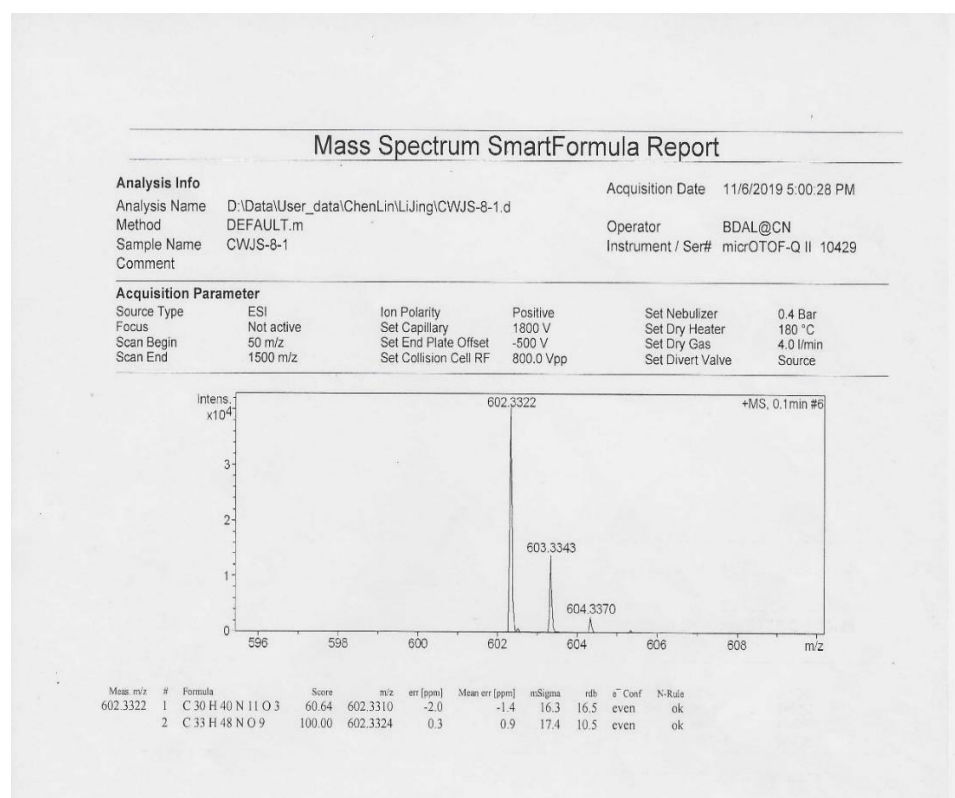 Mass Spectrum SmartFormula Report
Analysis Info
Acquisition Date 11/6/2019 5:00:28 PM
Analysis Name D:\Data\User_data\ChenLin\LiJing\CWJS-8-1.d
Method DEFAULT.m
Operator BDAL@CN
Sample Name CWJS-8-1
Instrument / Ser# micrOTOF-Q II 10429
Comment
Acquisition Parameter
Source Type ESI Ion Polarity Positive Set Nebulizer 0.4 Bar
Focus Not active Set Capillary 1800 V Set Dry Heater 180 °C
Scan Begin 50 m/z Set End Plate Offset -500 V Set Dry Gas 4.0 l/min
Scan End 1500 m/z Set Collision Cell RF 800.0 Vpp Set Divert Valve Source
Intens.
x10⁴
602.3322
+MS, 0.1min #6
3
2
603.3343
1
604.3370
0
596 598 600 602 604 606 608 m/z
Meas. m/z # Formula Score m/z err [ppm] Mean err [ppm] mSigma rdb e⁻ Conf N-Rule
602.3322 1 C 30 H 40 N 11 O 3 60.64 602.3310 -2.0 -1.4 16.3 16.5 even ok
2 C 33 H 48 N O 9 100.00 602.3324 0.3 0.9 17.4 10.5 even ok